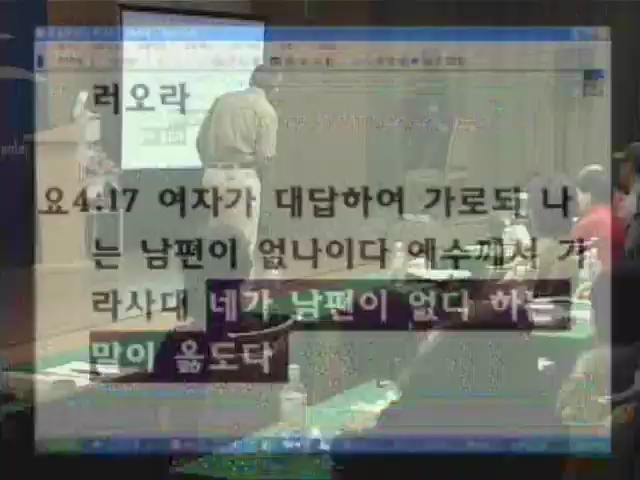 러오라
요4:17 여자가 대답하여 가로되 나
는 남편이 없나이다 예수께서 가
라사대 네가 남편이 없다 하는
말이 옳도다